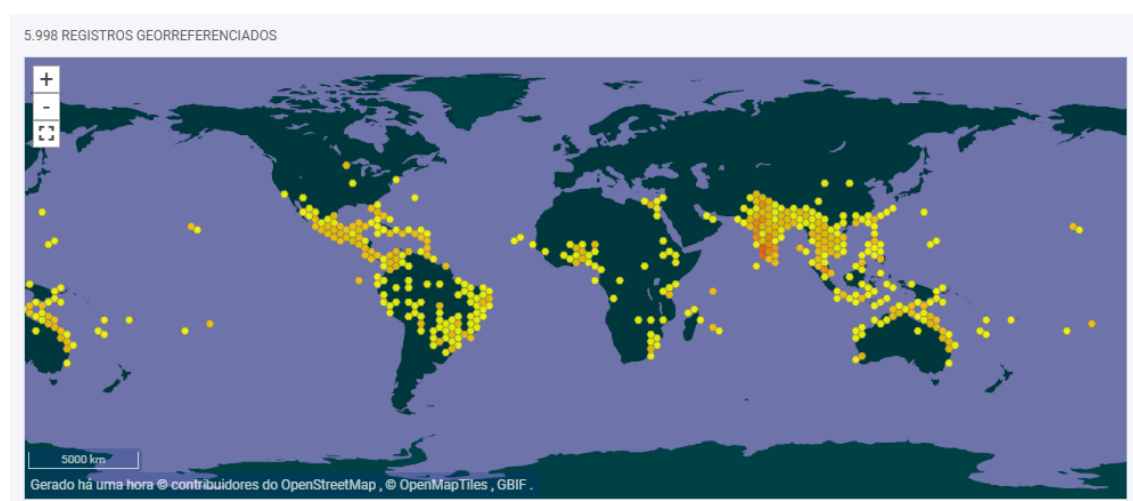 5.998 REGISTROS GEORREFERENCIADOS
+
-
5000 km
Gerado há uma hora © contribuidores do OpenStreetMap , © OpenMapTiles , GBIF .